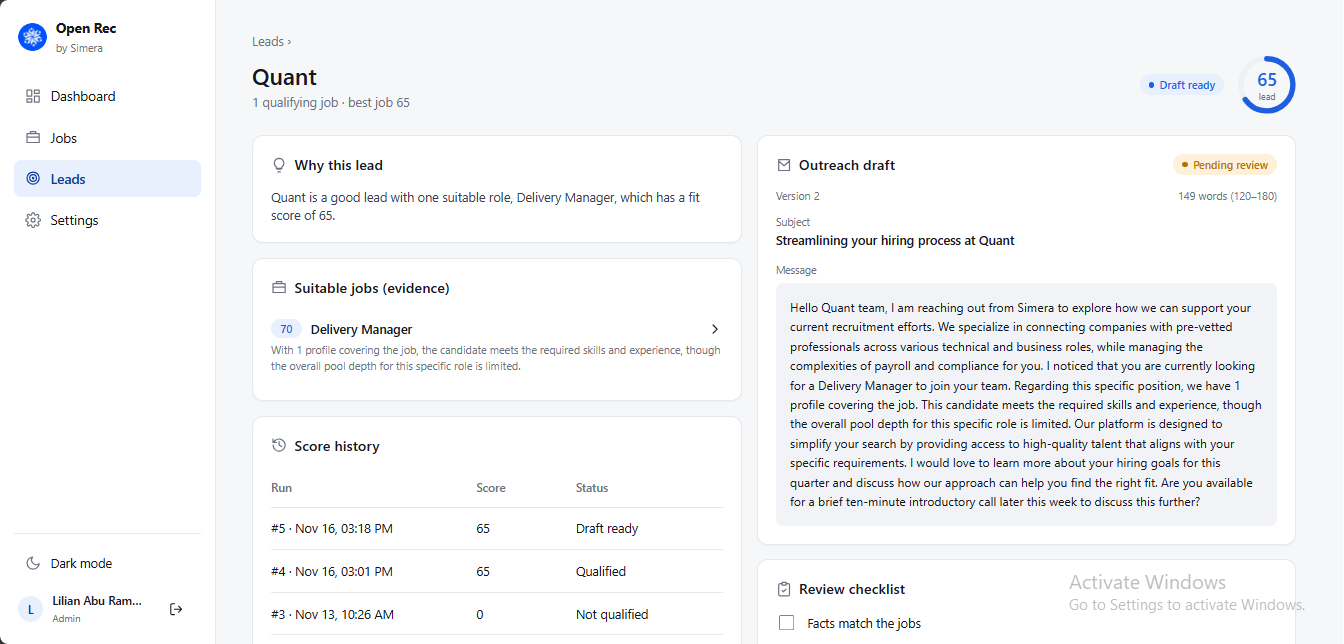 Open Rec
by Simera
Dashboard
Jobs
Leads
Settings
Dark mode
L
Lilian Abu Ram...
Admin
Leads ›
Quant
1 qualifying job · best job 65
Draft ready
65
lead
Why this lead
Quant is a good lead with one suitable role, Delivery Manager, which has a fit
score of 65.
Suitable jobs (evidence)
70 Delivery Manager
With 1 profile covering the job, the candidate meets the required skills and experience, though
the overall pool depth for this specific role is limited.
Score history
Run Score Status
#5 · Nov 16, 03:18 PM 65 Draft ready
#4 · Nov 16, 03:01 PM 65 Qualified
#3 · Nov 13, 10:26 AM 0 Not qualified
Outreach draft
Pending review
Version 2
149 words (120–180)
Subject
Streamlining your hiring process at Quant
Message
Hello Quant team, I am reaching out from Simera to explore how we can support your
current recruitment efforts. We specialize in connecting companies with pre-vetted
professionals across various technical and business roles, while managing the
complexities of payroll and compliance for you. I noticed that you are currently looking
for a Delivery Manager to join your team. Regarding this specific position, we have 1
profile covering the job. This candidate meets the required skills and experience, though
the overall pool depth for this specific role is limited. Our platform is designed to
simplify your search by providing access to high-quality talent that aligns with your
specific requirements. I would love to learn more about your hiring goals for this
quarter and discuss how our approach can help you find the right fit. Are you available
for a brief ten-minute introductory call later this week to discuss this further?
Review checklist
Facts match the jobs
Activate Windows
Go to Settings to activate Windows.